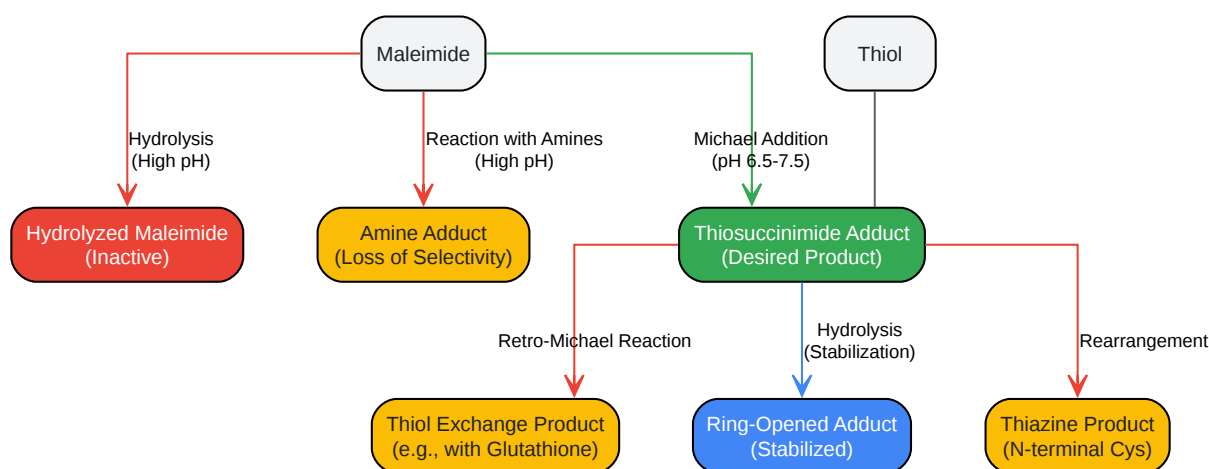 Maleimide
Thiol
Hydrolysis
(High pH)
Reaction with Amines
(High pH)
Michael Addition
(pH 6.5-7.5)
Hydrolyzed Maleimide
(Inactive)
Amine Adduct
(Loss of Selectivity)
Thiosuccinimide Adduct
(Desired Product)
Retro-Michael Reaction
Hydrolysis
(Stabilization)
Rearrangement
Thiol Exchange Product
(e.g., with Glutathione)
Ring-Opened Adduct
(Stabilized)
Thiazine Product
(N-terminal Cys)